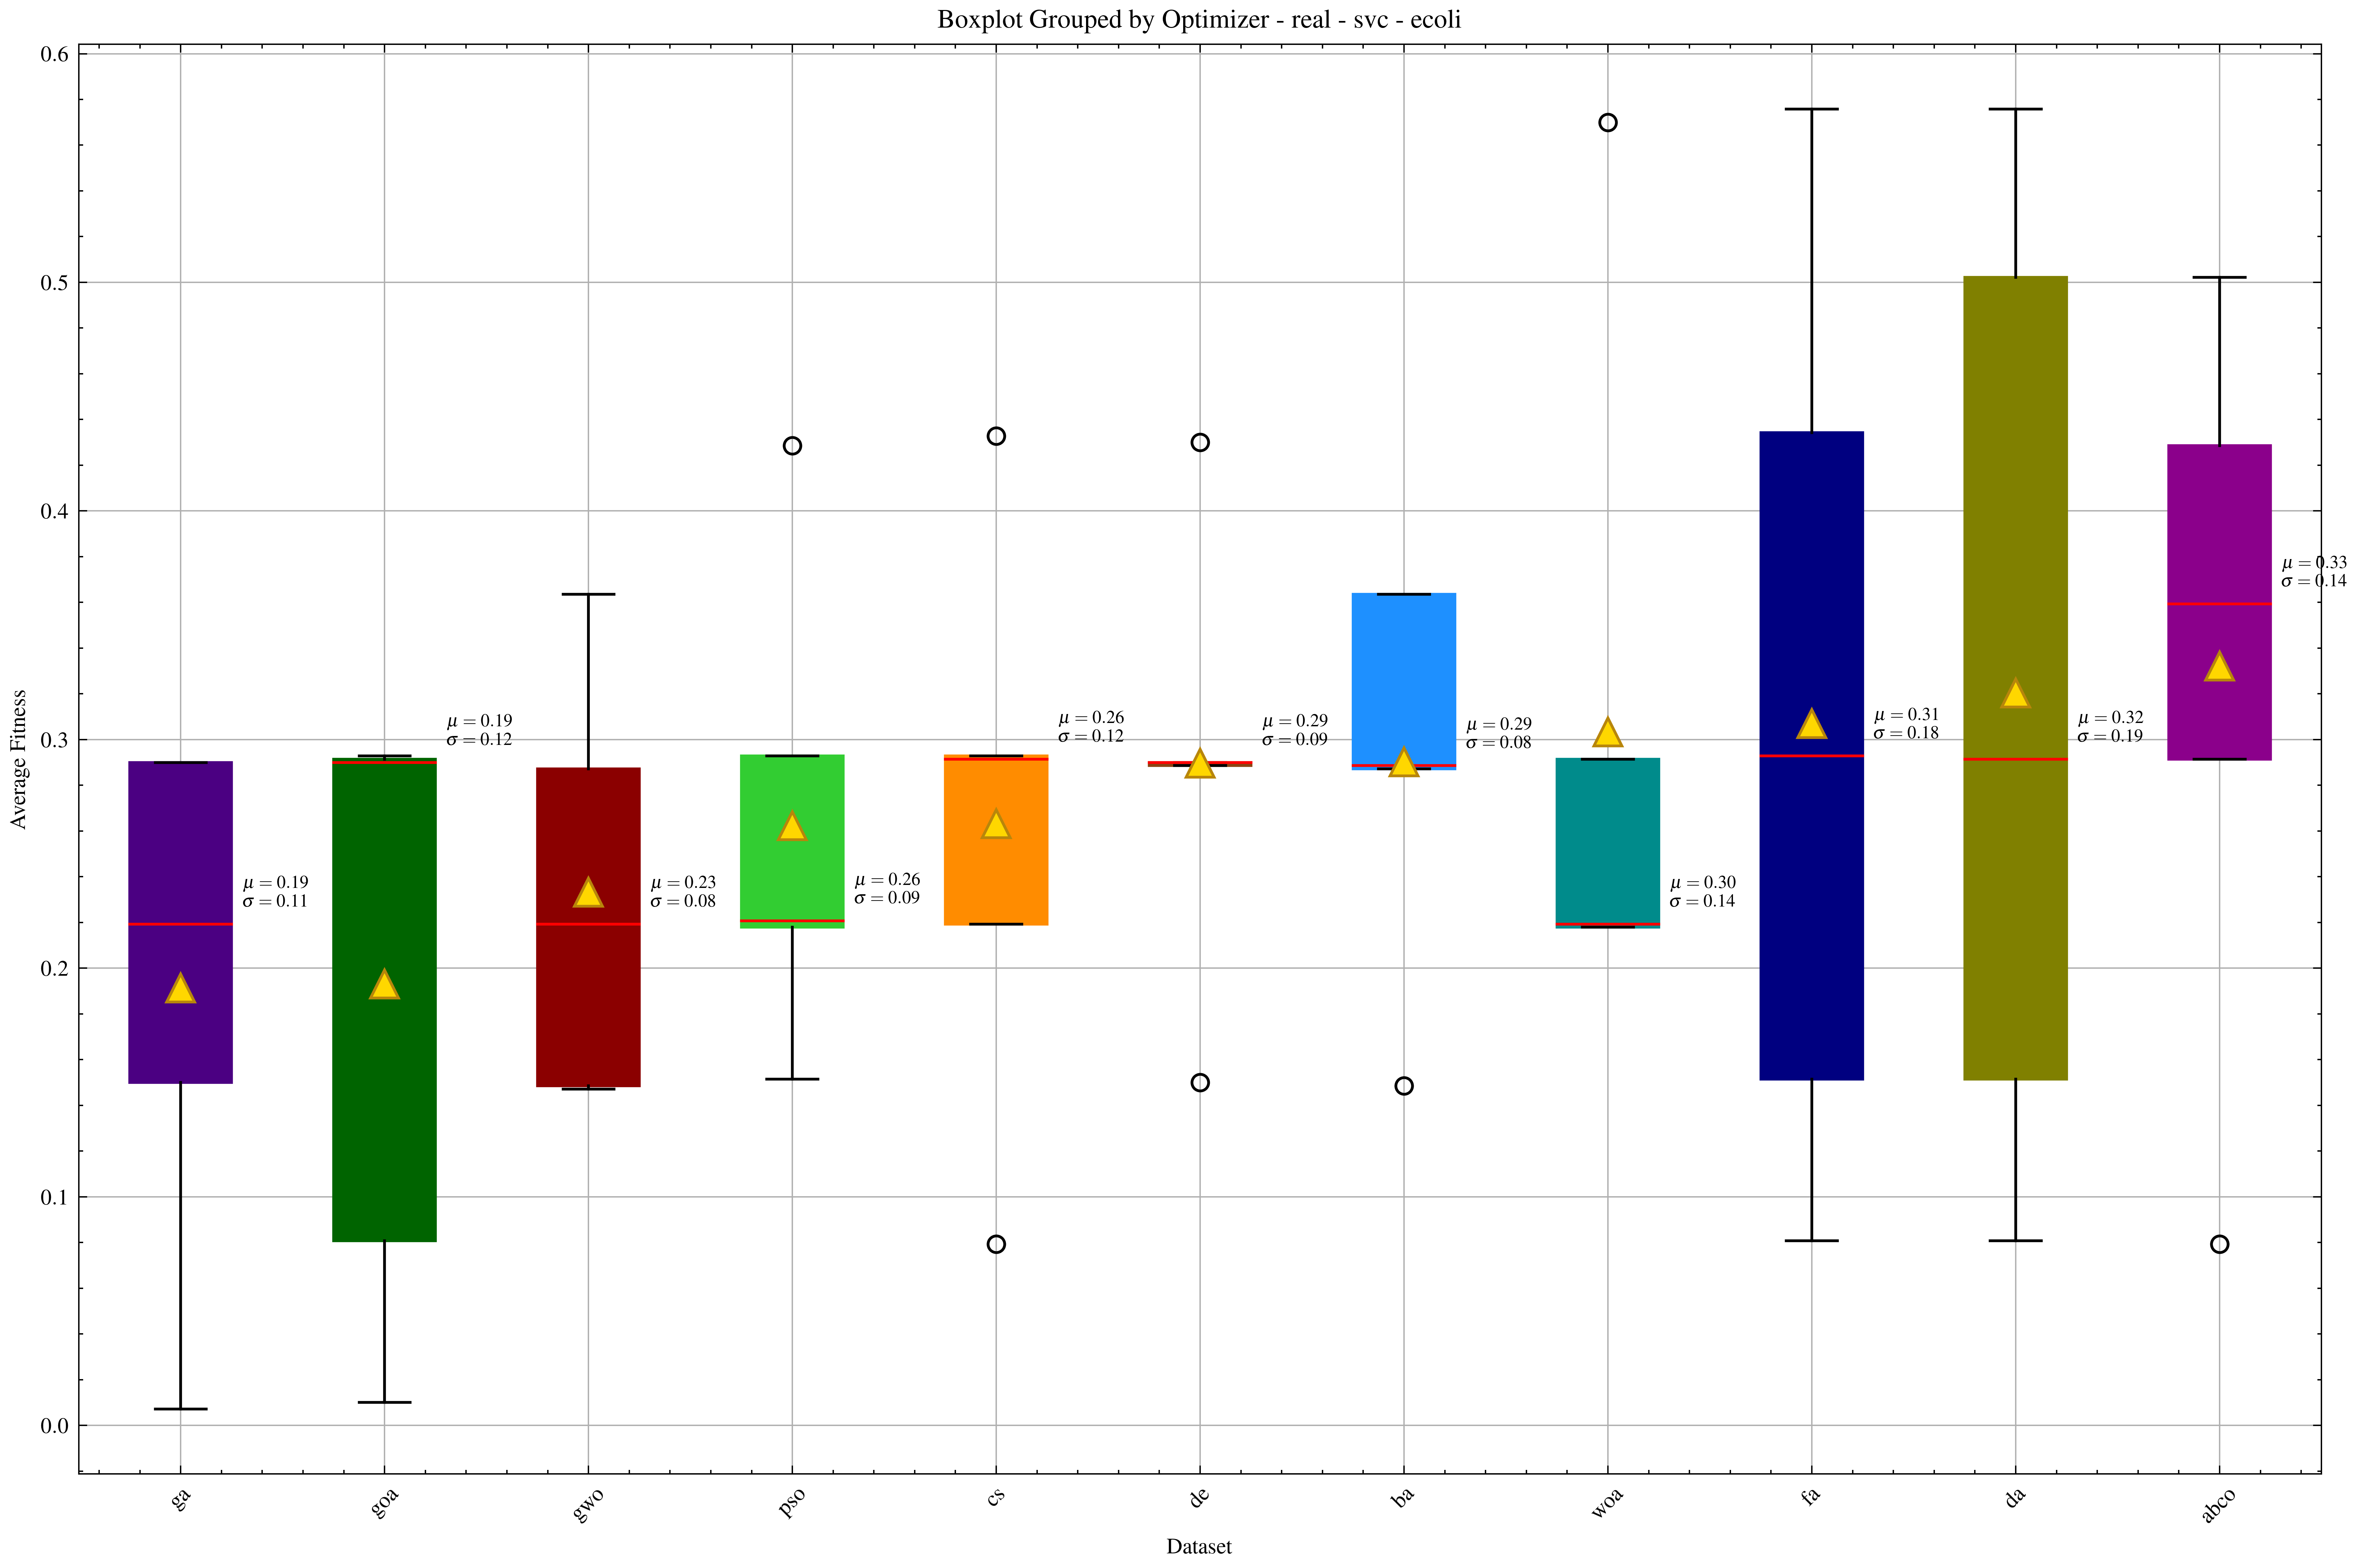 Boxplot Grouped by Optimizer - real - svc - ecoli
Average Fitness
0.6
0.5
0.4
0.3
0.2
0.1
0.0
μ = 0.19
σ = 0.11
μ = 0.19
σ = 0.12
μ = 0.23
σ = 0.08
μ = 0.26
σ = 0.09
μ = 0.26
σ = 0.12
μ = 0.29
σ = 0.09
μ = 0.29
σ = 0.08
μ = 0.30
σ = 0.14
μ = 0.31
σ = 0.18
μ = 0.32
σ = 0.19
μ = 0.33
σ = 0.14
ga
goa
gwo
pso
cs
de
ba
woa
fa
da
abco
Dataset